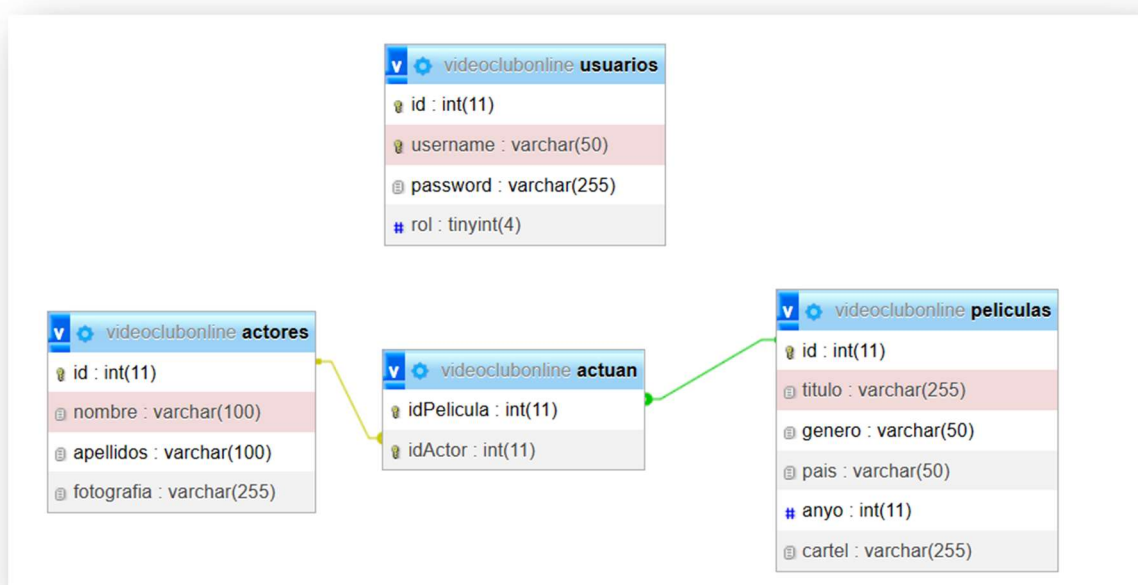 v videoclubonline usuarios
id : int(11)
username : varchar(50)
password : varchar(255)
# rol : tinyint(4)
v videoclubonline actores
id : int(11)
nombre : varchar(100)
apellidos : varchar(100)
fotografia : varchar(255)
v videoclubonline actuan
idPelicula : int(11)
idActor : int(11)
v videoclubonline peliculas
id : int(11)
titulo : varchar(255)
genero : varchar(50)
pais : varchar(50)
# anyo : int(11)
cartel : varchar(255)